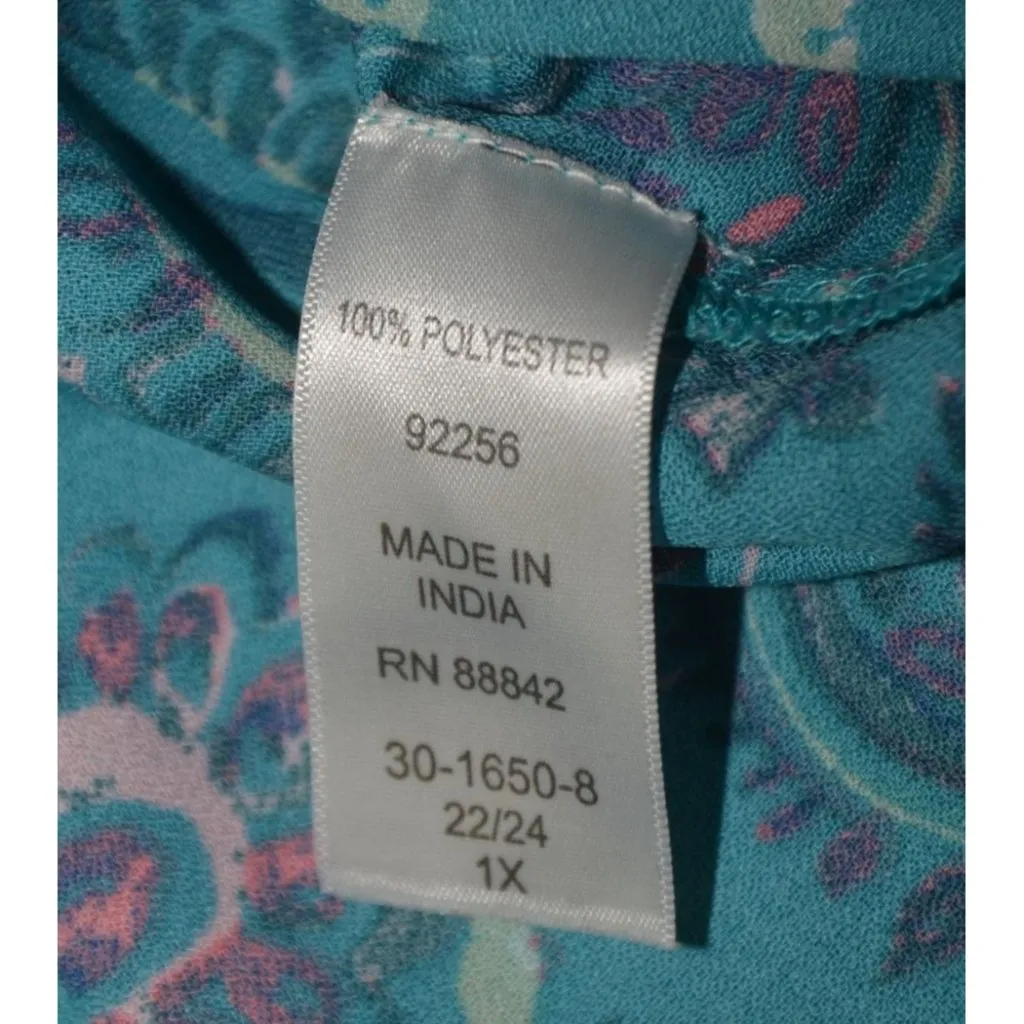 100% POLYESTER
92256
MADE IN
INDIA
RN 88842
30-1650-8
22/24
1X